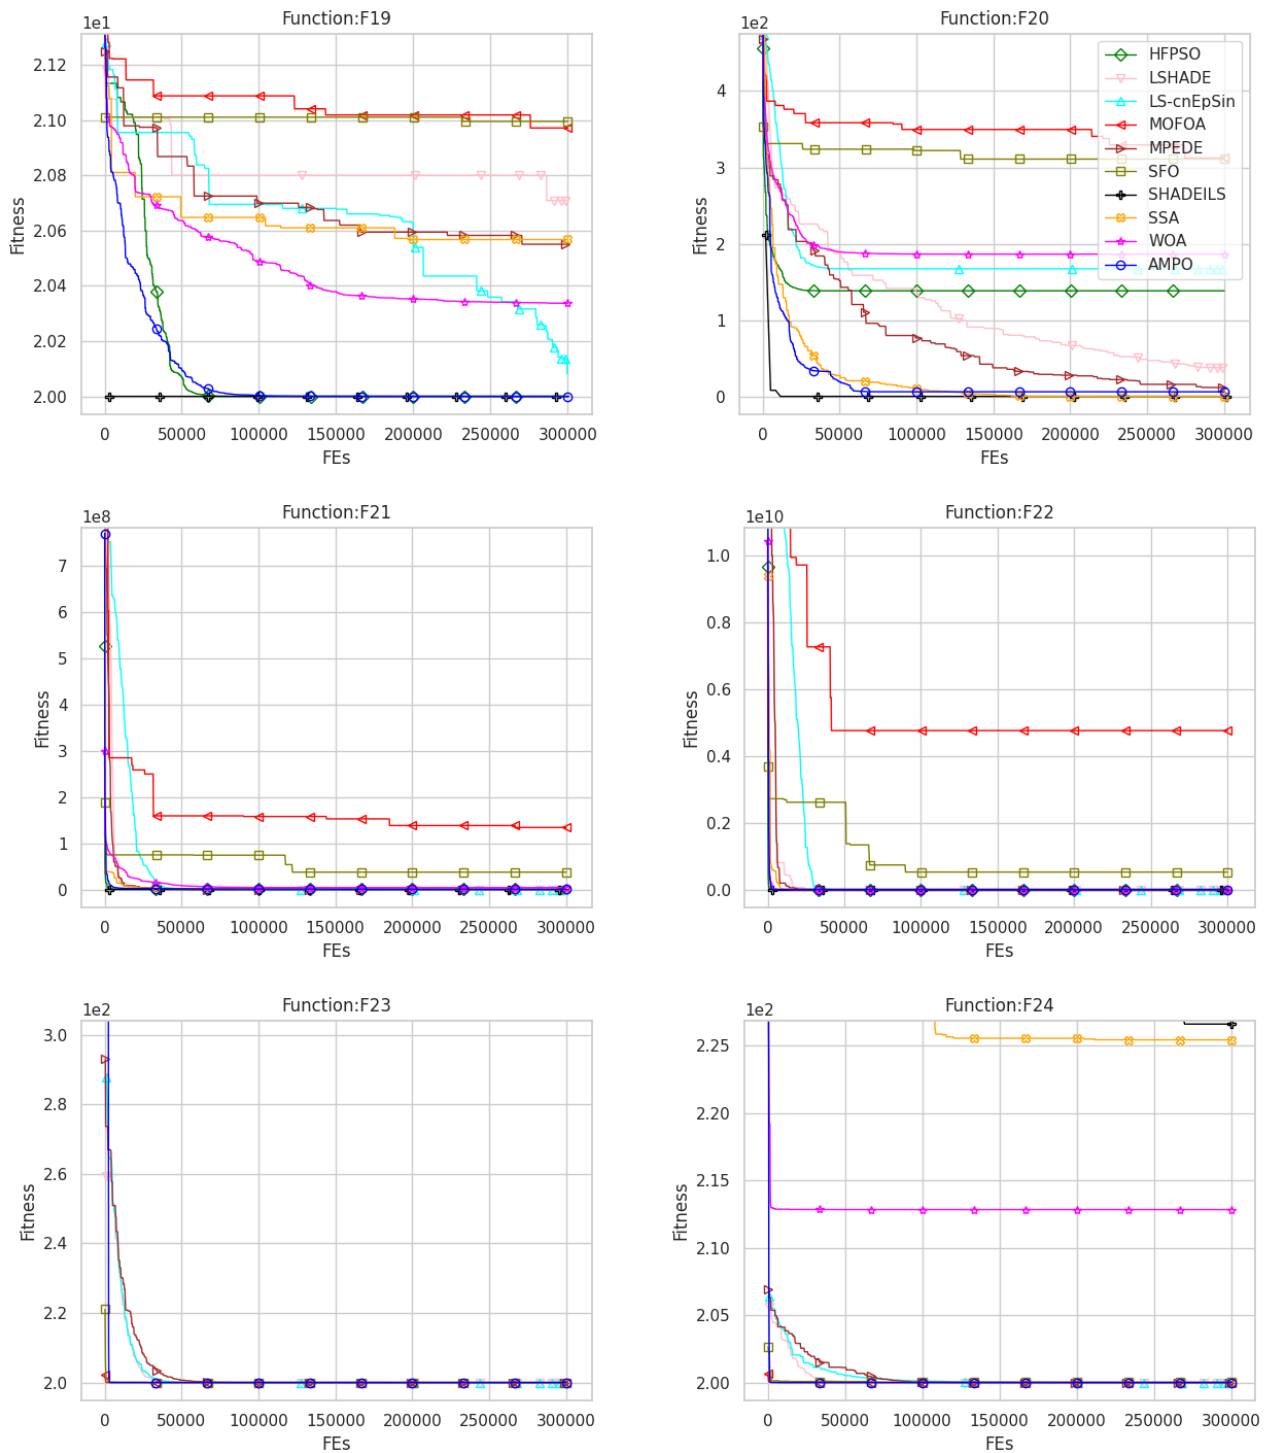 Function:F19
1e1
2.12
2.10
2.08
2.06
2.04
2.02
2.00
Fitness
0 50000 100000 150000 200000 250000 300000
FEs
Function:F20
1e2
4
3
2
1
0
Fitness
0 50000 100000 150000 200000 250000 300000
FEs
HFPSO
LSHADE
LS-cnEpSin
MOFOA
MPEDE
SFO
SHADEILS
SSA
WOA
AMPO
Function:F21
1e8
7
6
5
4
3
2
1
0
Fitness
0 50000 100000 150000 200000 250000 300000
FEs
Function:F22
1e10
1.0
0.8
0.6
0.4
0.2
0.0
Fitness
0 50000 100000 150000 200000 250000 300000
FEs
Function:F23
1e2
3.0
2.8
2.6
2.4
2.2
2.0
Fitness
0 50000 100000 150000 200000 250000 300000
FEs
Function:F24
1e2
2.25
2.20
2.15
2.10
2.05
2.00
Fitness
0 50000 100000 150000 200000 250000 300000
FEs